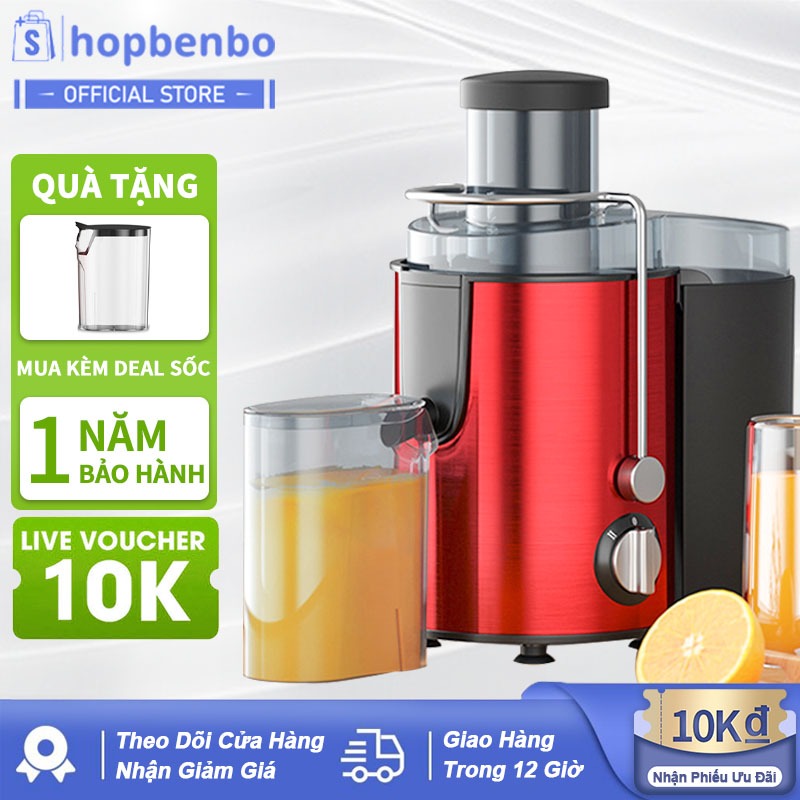 Shopbenbo
OFFICIAL STORE
QUÀ TẶNG
MUA KÈM DEAL SỐC
1 NĂM
BẢO HÀNH
LIVE VOUCHER
10K
Theo Dõi Cửa Hàng
Nhận Giảm Giá
Giao Hàng
Trong 12 Giờ
10Kđ
Nhận Phiếu Ưu Đãi